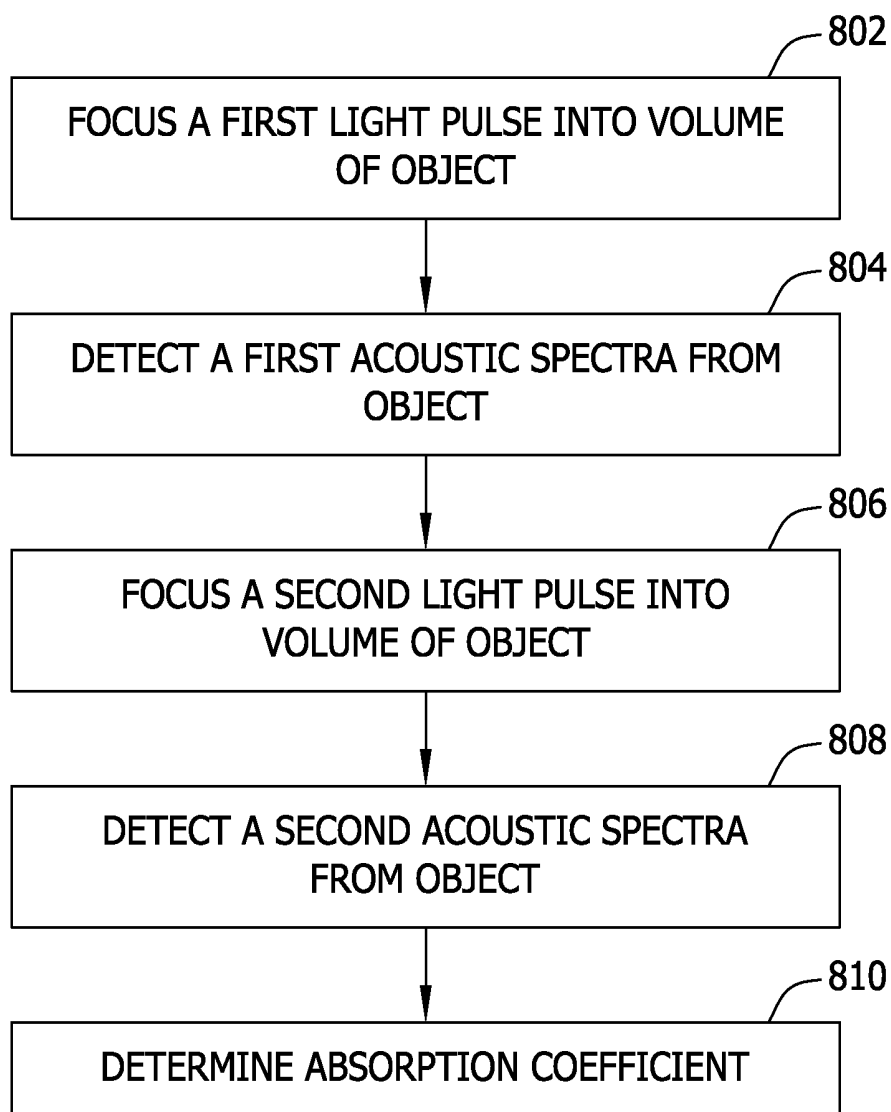 802
FOCUS A FIRST LIGHT PULSE INTO VOLUME
OF OBJECT
804
DETECT A FIRST ACOUSTIC SPECTRA FROM
OBJECT
806
FOCUS A SECOND LIGHT PULSE INTO
VOLUME OF OBJECT
808
DETECT A SECOND ACOUSTIC SPECTRA
FROM OBJECT
810
DETERMINE ABSORPTION COEFFICIENT